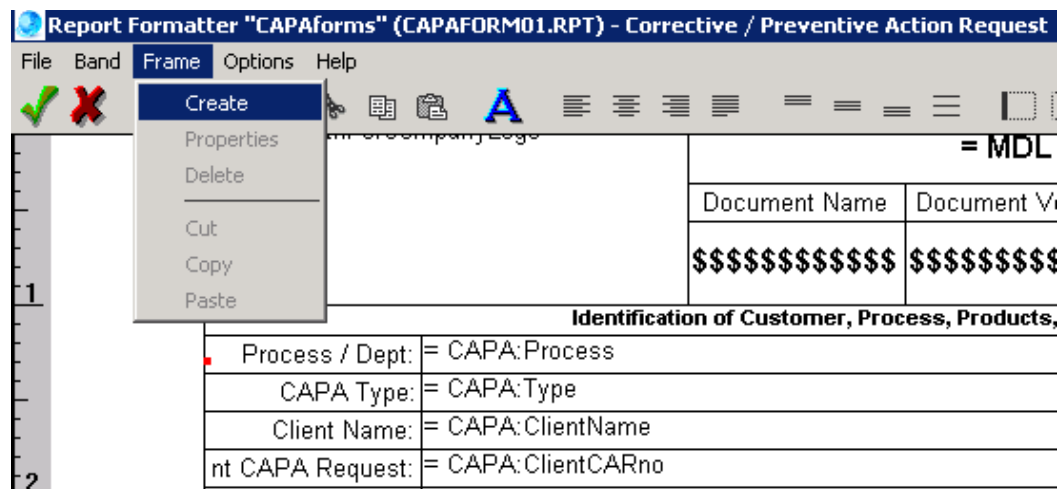 Report Formatter "CAPAforms" (CAPAFORM01.RPT) - Corrective / Preventive Action Request
File Band Frame Options Help
Create
A
Properties
= MDL
Delete
Document Name Document
Cut
$$$$$$$$$$$$ $$$$$$$$$
Copy
1
Paste
Identification of Customer, Process, Products,
Process / Dept: = CAPA:Process
CAPA Type: = CAPA:Type
Client Name: = CAPA:ClientName
nt CAPA Request: = CAPA:ClientCARno
2